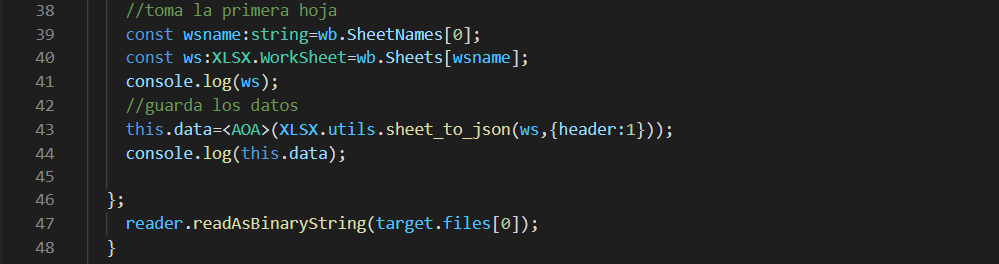 38 //toma la primera hoja
39 const wsname:string=wb.SheetNames[0];
40 const ws:XLSX.WorkSheet=wb.Sheets[wsname];
41 console.log(ws);
42 //guarda los datos
43 this.data=<AOA>(XLSX.utils.sheet_to_json(ws,{header:1}));
44 console.log(this.data);
45
46 };
47 reader.readAsBinaryString(target.files[0]);
48 }